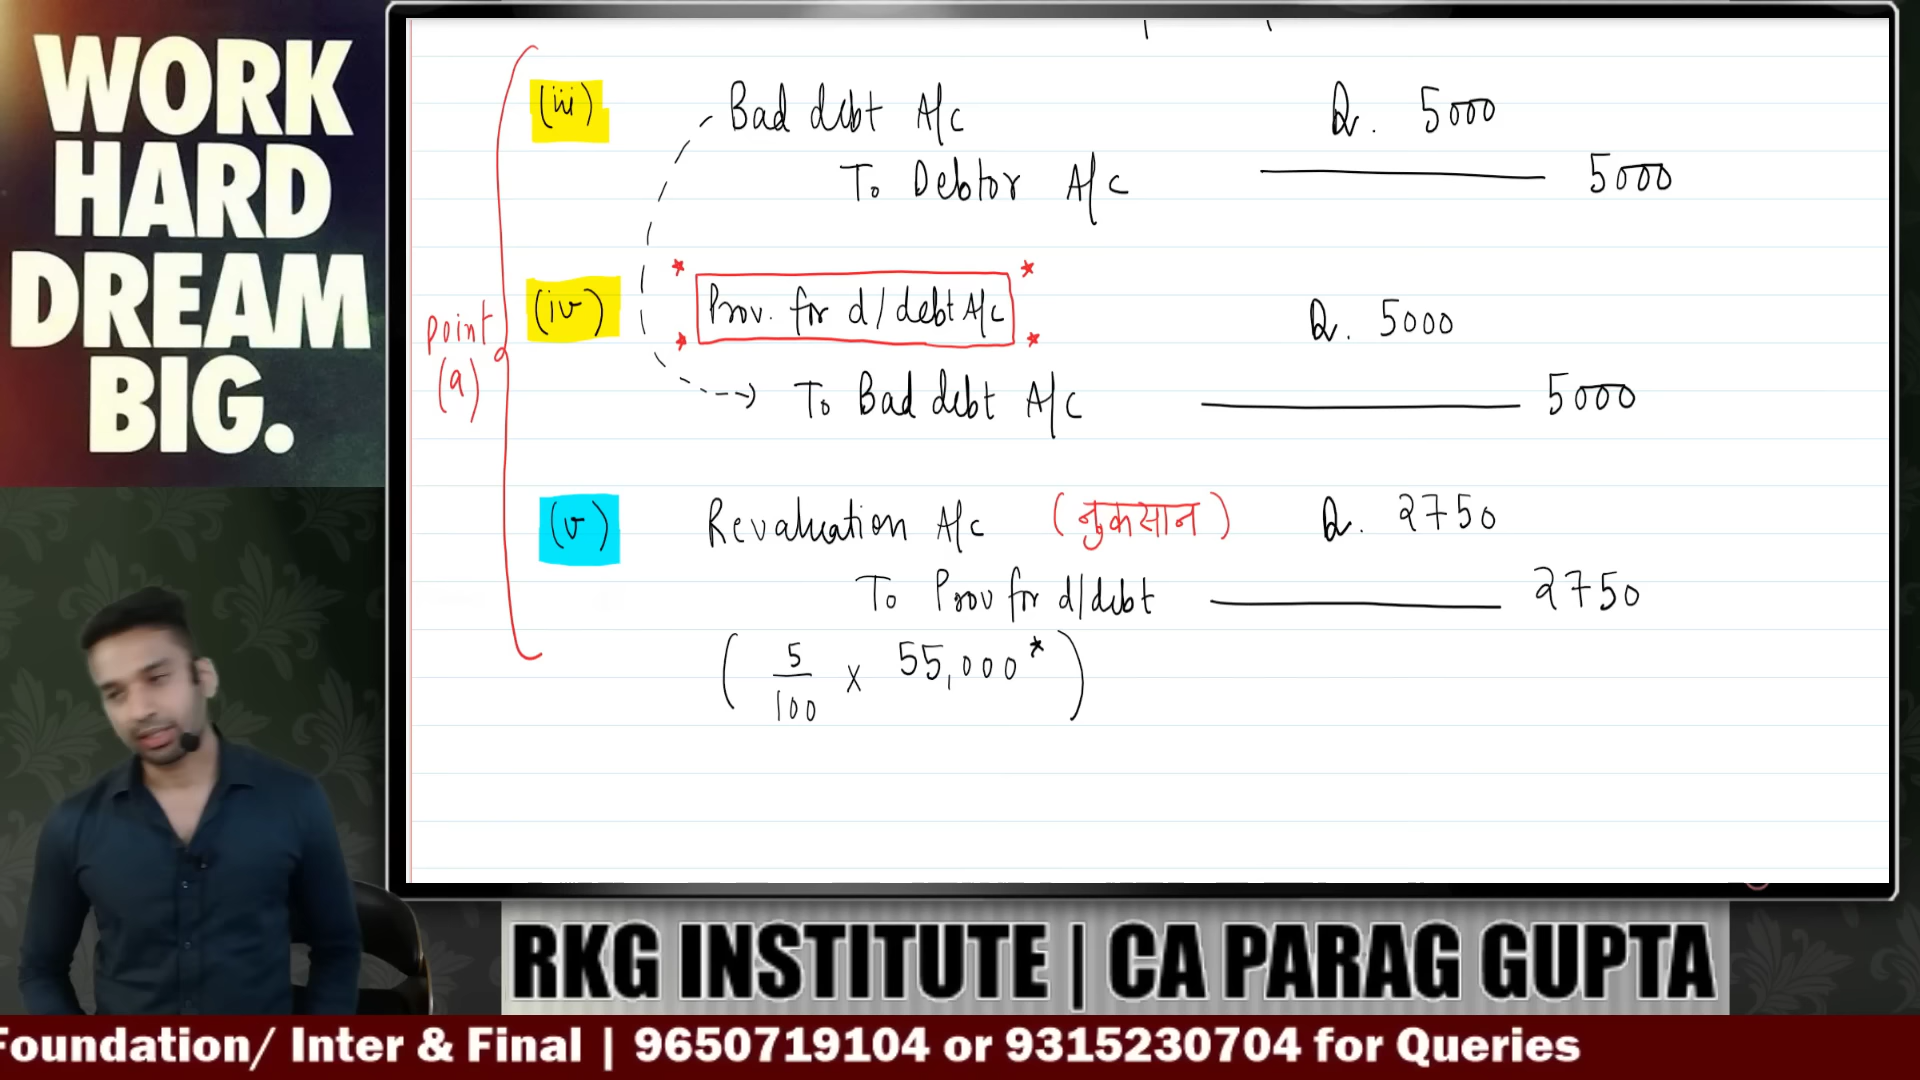 WORK
HARD
DREAM
BIG.
point
(a)
(iii) Bad debt A/c Dr. 5000
To Debtor A/c 5000
(iv) Prov. for d/debt A/c Dr. 5000
To Bad debt A/c 5000
(v) Revaluation A/c (नुकसान) Dr. 2750
To Prov for d/debt 2750
( 5/100 x 55,000* )
RKG INSTITUTE | CA PARAG GUPTA
Foundation/ Inter & Final | 9650719104 or 9315230704 for Queries